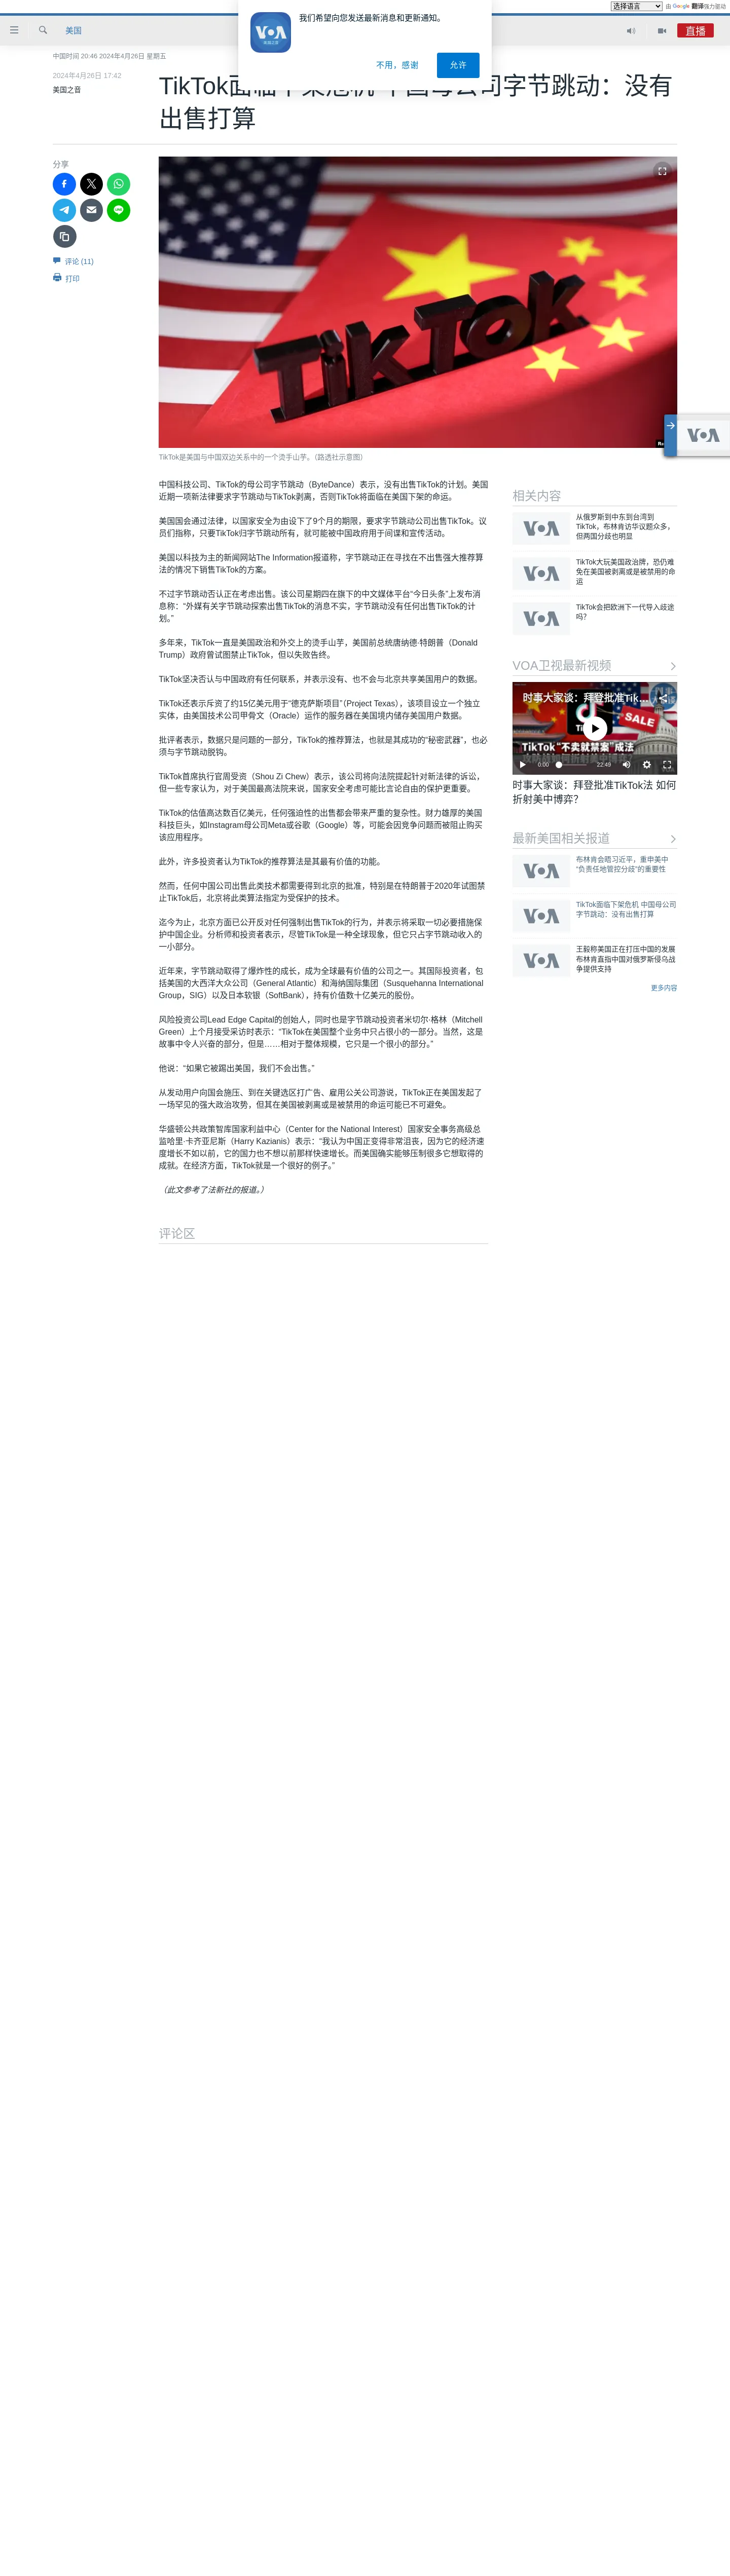 选择语言
由 Google 翻译强力驱动
我们希望向您发送最新消息和更新通知。
VOA
美国之音
不用，感谢
允许
美国
直播
中国时间 20:46 2024年4月26日 星期五
2024年4月26日 17:42
美国之音
出售打算
分享
评论 (11)
打印
TikTok
TikTok是美国与中国双边关系中的一个烫手山芋。（路透社示意图）
VOA
中国科技公司、TikTok的母公司字节跳动（ByteDance）表示，没有出售TikTok的计划。美国
近期一项新法律要求字节跳动与TikTok剥离，否则TikTok将面临在美国下架的命运。
美国国会通过法律，以国家安全为由设下了9个月的期限，要求字节跳动公司出售TikTok。议
员们指称，只要TikTok归字节跳动所有，就可能被中国政府用于间谍和宣传活动。
美国以科技为主的新闻网站The Information报道称，字节跳动正在寻找在不出售强大推荐算
法的情况下销售TikTok的方案。
不过字节跳动否认正在考虑出售。该公司星期四在旗下的中文媒体平台“今日头条”上发布消
息称：“外媒有关字节跳动探索出售TikTok的消息不实，字节跳动没有任何出售TikTok的计
划。”
多年来，TikTok一直是美国政治和外交上的烫手山芋，美国前总统唐纳德·特朗普（Donald
Trump）政府曾试图禁止TikTok，但以失败告终。
TikTok坚决否认与中国政府有任何联系，并表示没有、也不会与北京共享美国用户的数据。
TikTok还表示斥资了约15亿美元用于“德克萨斯项目”（Project Texas），该项目设立一个独立
实体，由美国技术公司甲骨文（Oracle）运作的服务器在美国境内储存美国用户数据。
批评者表示，数据只是问题的一部分，TikTok的推荐算法，也就是其成功的“秘密武器”，也必
须与字节跳动脱钩。
TikTok首席执行官周受资（Shou Zi Chew）表示，该公司将向法院提起针对新法律的诉讼，
但一些专家认为，对于美国最高法院来说，国家安全考虑可能比言论自由的保护更重要。
TikTok的估值高达数百亿美元，任何强迫性的出售都会带来严重的复杂性。财力雄厚的美国
科技巨头，如Instagram母公司Meta或谷歌（Google）等，可能会因竞争问题而被阻止购买
该应用程序。
此外，许多投资者认为TikTok的推荐算法是其最有价值的功能。
然而，任何中国公司出售此类技术都需要得到北京的批准，特别是在特朗普于2020年试图禁
止TikTok后，北京将此类算法指定为受保护的技术。
迄今为止，北京方面已公开反对任何强制出售TikTok的行为，并表示将采取一切必要措施保
护中国企业。分析师和投资者表示，尽管TikTok是一种全球现象，但它只占字节跳动收入的
一小部分。
近年来，字节跳动取得了爆炸性的成长，成为全球最有价值的公司之一。其国际投资者，包
括美国的大西洋大众公司（General Atlantic）和海纳国际集团（Susquehanna International
Group，SIG）以及日本软银（SoftBank），持有价值数十亿美元的股份。
风险投资公司Lead Edge Capital的创始人，同时也是字节跳动投资者米切尔·格林（Mitchell
Green）上个月接受采访时表示：“TikTok在美国整个业务中只占很小的一部分。当然，这是
故事中令人兴奋的部分，但是……相对于整体规模，它只是一个很小的部分。”
他说：“如果它被踢出美国，我们不会出售。”
从发动用户向国会施压、到在关键选区打广告、雇用公关公司游说，TikTok正在美国发起了
一场罕见的强大政治攻势，但其在美国被剥离或是被禁用的命运可能已不可避免。
华盛顿公共政策智库国家利益中心（Center for the National Interest）国家安全事务高级总
监哈里·卡齐亚尼斯（Harry Kazianis）表示：“我认为中国正变得非常沮丧，因为它的经济速
度增长不如以前，它的国力也不想以前那样快速增长。而美国确实能够压制很多它想取得的
成就。在经济方面，TikTok就是一个很好的例子。”
（此文参考了法新社的报道。）
评论区
相关内容
VOA
从俄罗斯到中东到台湾到
TikTok，布林肯访华议题众多，
但两国分歧也明显
VOA
TikTok大玩美国政治牌，恐仍难
免在美国被剥离或是被禁用的命
运
VOA
TikTok会把欧洲下一代导入歧途
吗？
VOA卫视最新视频
时事大家谈：拜登批准Tik...
SALE
TikTok “不卖就禁案”成法
0:00
22:49
时事大家谈：拜登批准TikTok法 如何
折射美中博弈？
最新美国相关报道
VOA
布林肯会晤习近平，重申美中
“负责任地管控分歧”的重要性
VOA
TikTok面临下架危机 中国母公司
字节跳动：没有出售打算
VOA
王毅称美国正在打压中国的发展
布林肯直指中国对俄罗斯侵乌战
争提供支持
更多内容